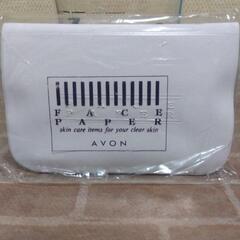 FACE
PAPER
skin care items for your clear skin
AVON